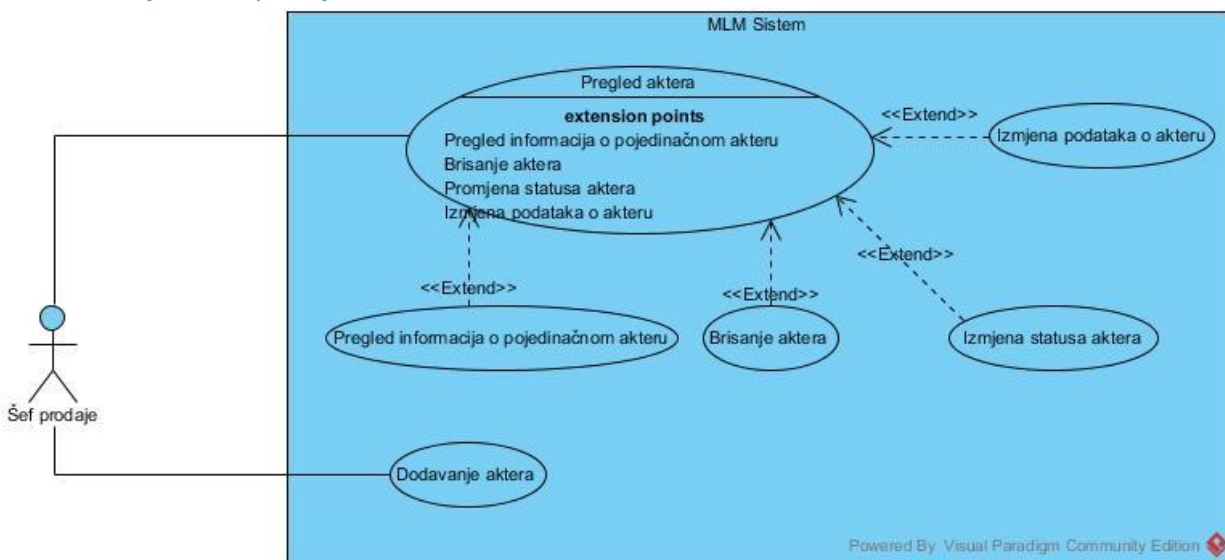 MLM Sistem
Pregled aktera
extension points
Pregled informacija o pojedinačnom akteru
Brisanje aktera
Promjena statusa aktera
Izmjena podataka o akteru
<<Extend>>
Izmjena podataka o akteru
<<Extend>>
<<Extend>>
<<Extend>>
Pregled informacija o pojedinačnom akteru
Brisanje aktera
Izmjena statusa aktera
Šef prodaje
Dodavanje aktera
Powered By Visual Paradigm Community Edition